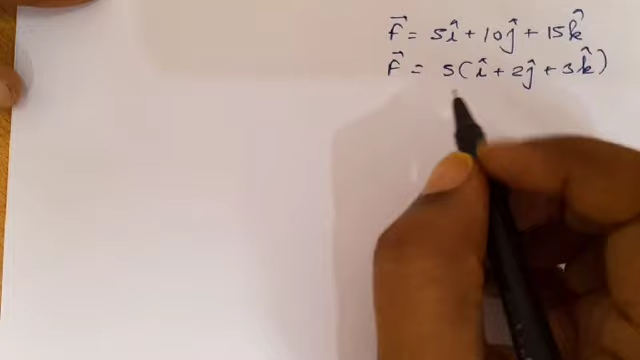 f⃗ = 5î + 10ĵ + 15k̂
f⃗ = 5(î + 2ĵ + 3k̂)